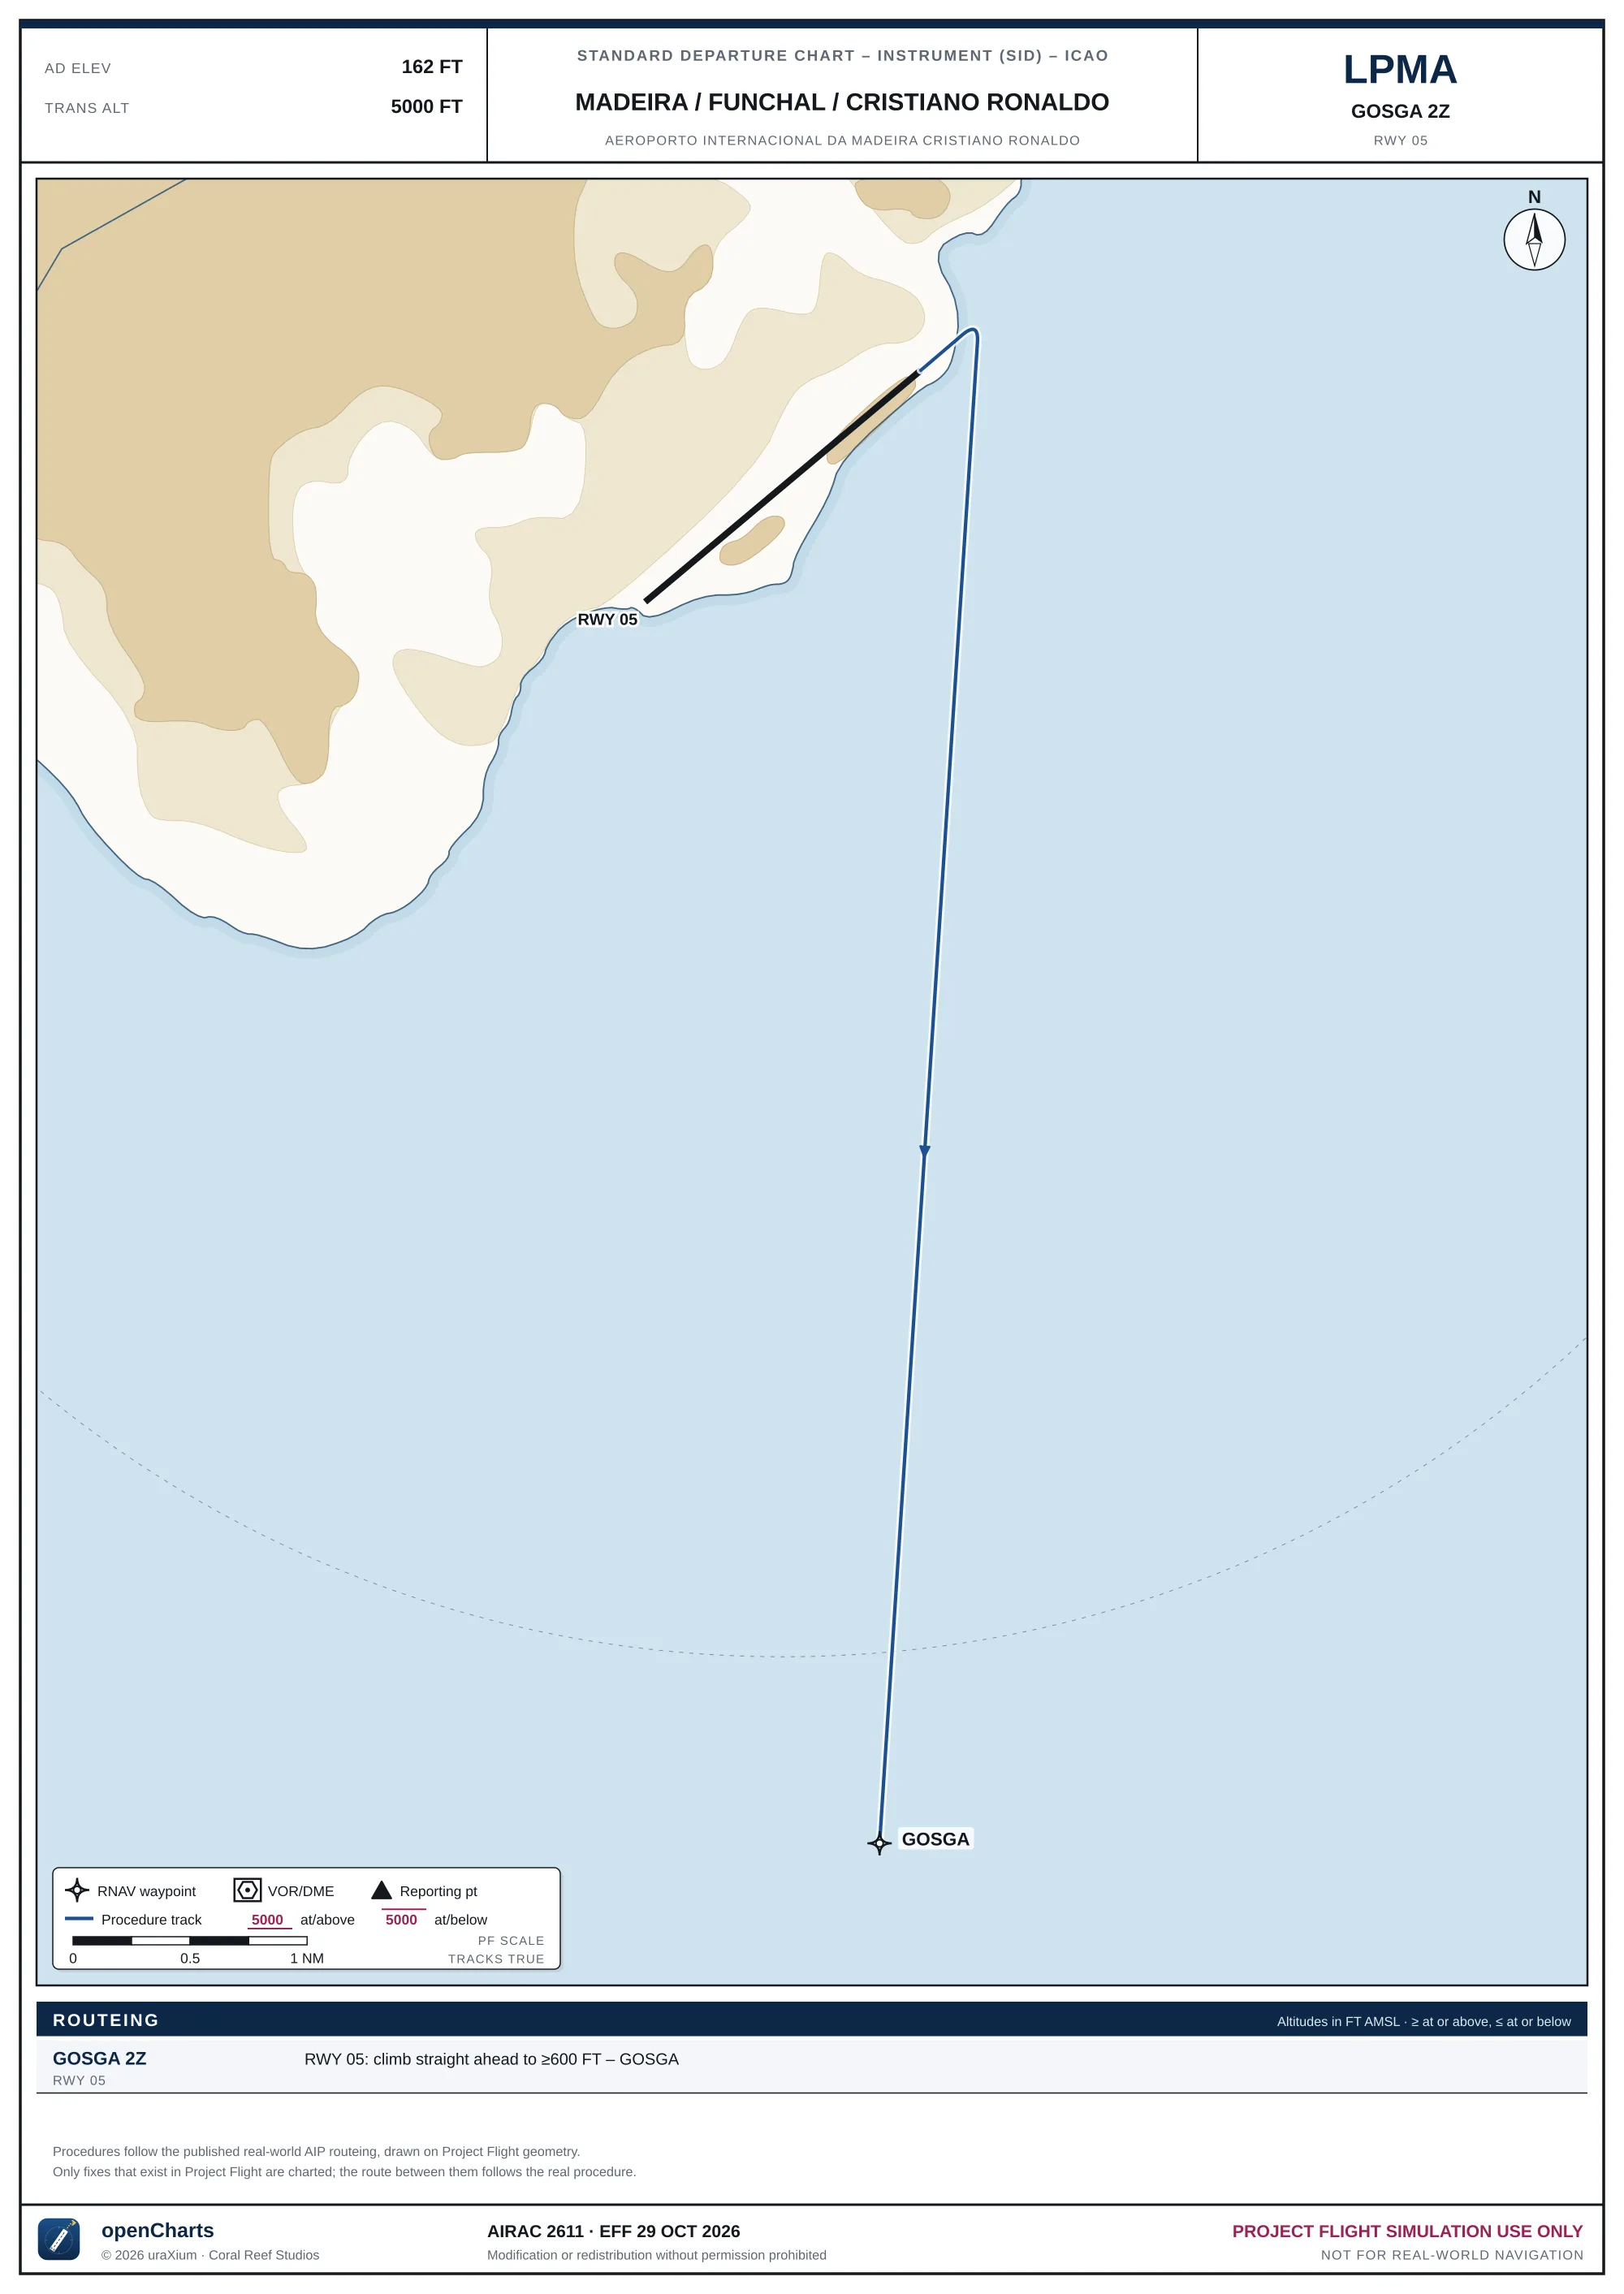 AD ELEV 162 FT
TRANS ALT 5000 FT
STANDARD DEPARTURE CHART – INSTRUMENT (SID) – ICAO
MADEIRA / FUNCHAL / CRISTIANO RONALDO
AEROPORTO INTERNACIONAL DA MADEIRA CRISTIANO RONALDO
LPMA
GOSGA 2Z
RWY 05
N
RWY 05
GOSGA
RNAV waypoint VOR/DME Reporting pt
Procedure track 5000 at/above 5000 at/below
PF SCALE
0 0.5 1 NM TRACKS TRUE
ROUTEING Altitudes in FT AMSL · ≥ at or above, ≤ at or below
GOSGA 2Z RWY 05: climb straight ahead to ≥600 FT – GOSGA
RWY 05
Procedures follow the published real-world AIP routeing, drawn on Project Flight geometry.
Only fixes that exist in Project Flight are charted; the route between them follows the real procedure.
openCharts
© 2026 uraXium · Coral Reef Studios
AIRAC 2611 · EFF 29 OCT 2026
Modification or redistribution without permission prohibited
PROJECT FLIGHT SIMULATION USE ONLY
NOT FOR REAL-WORLD NAVIGATION